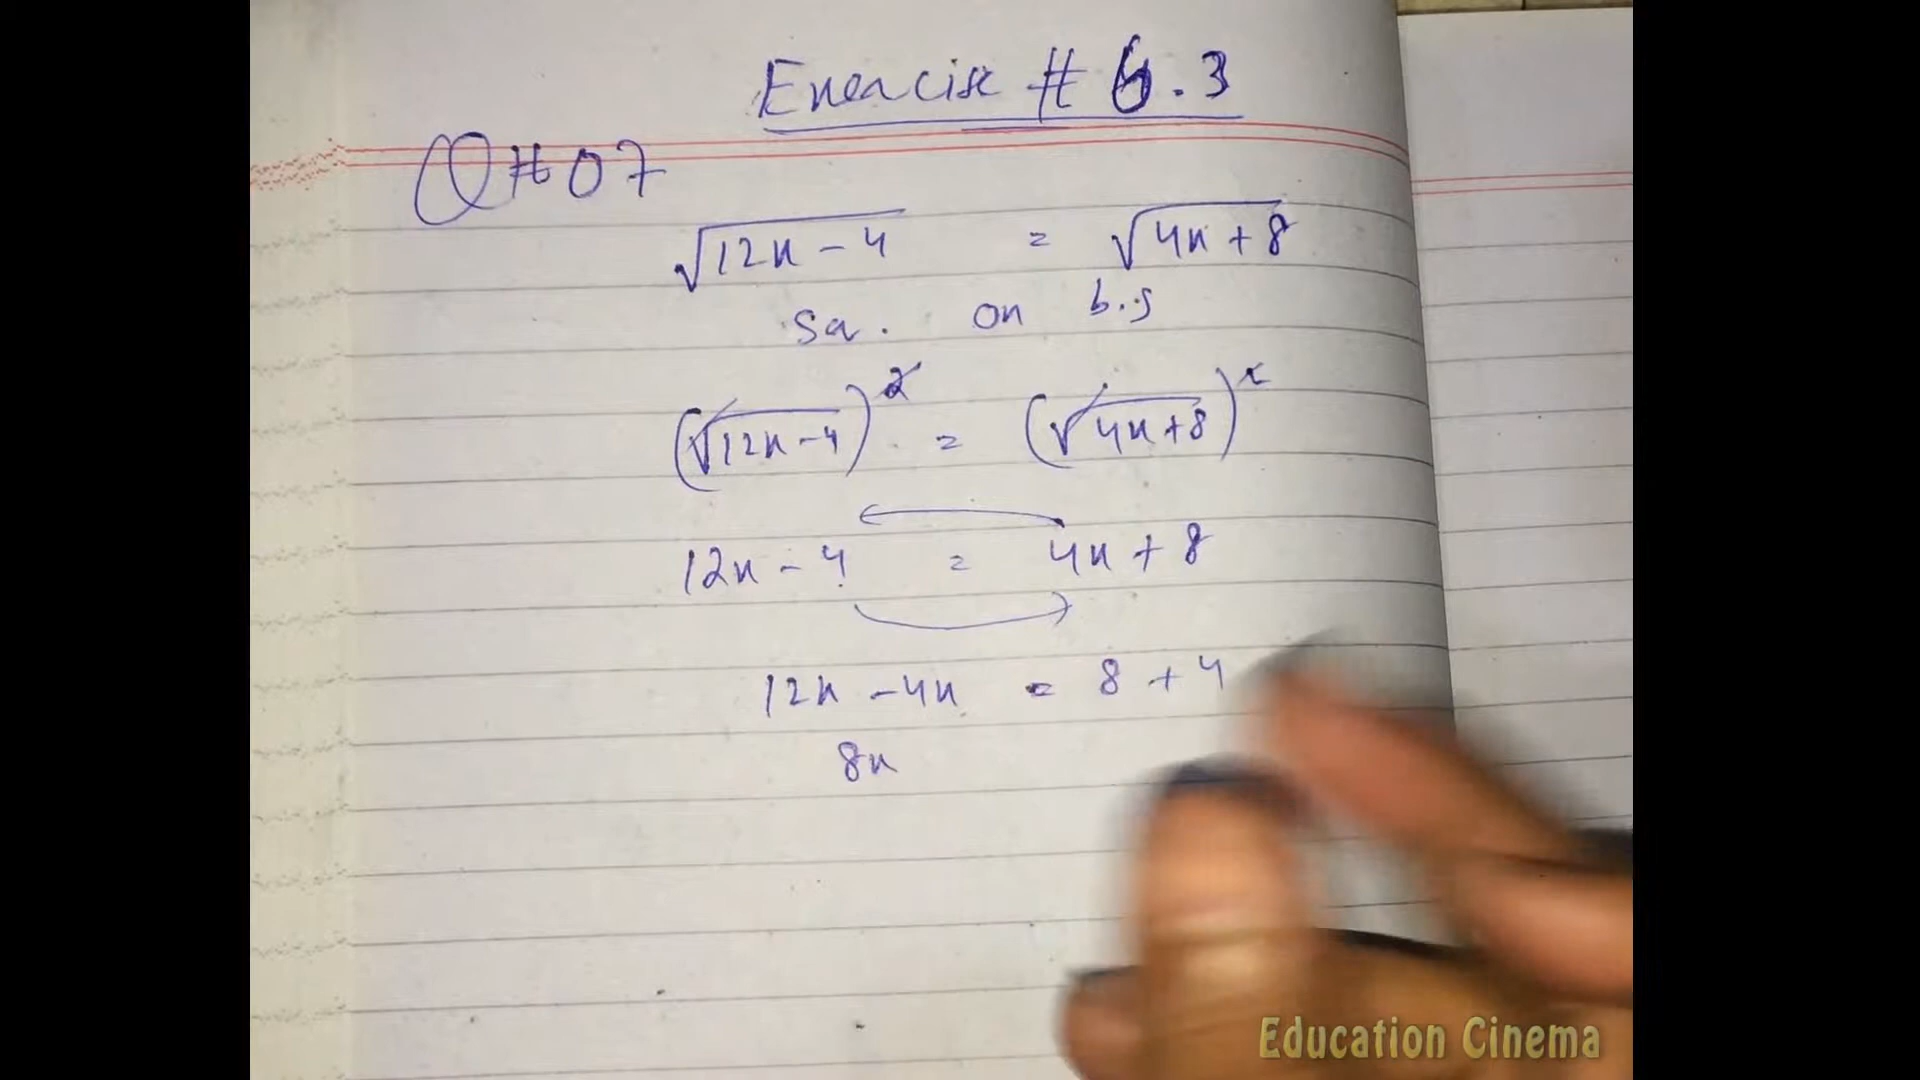 Exercise # 6.3
Q # 07
√12x - 4 = √4x + 8
Sq. on b.s
(√12x-4)² = (√4x+8)²
12x - 4 = 4x + 8
12x - 4x = 8 + 4
8x
Education Cinema